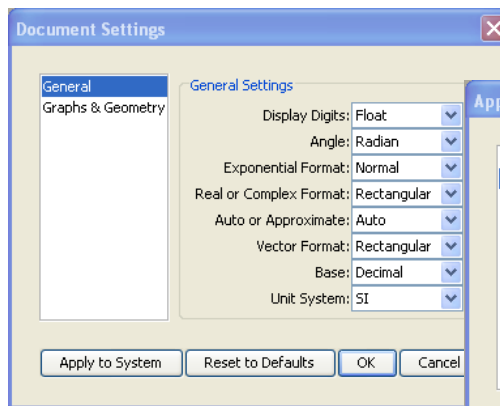 Document Settings
General
Graphs & Geometry
General Settings
Display Digits: Float
Angle: Radian
Exponential Format: Normal
Real or Complex Format: Rectangular
Auto or Approximate: Auto
Vector Format: Rectangular
Base: Decimal
Unit System: SI
Apply to System Reset to Defaults OK Cancel
App